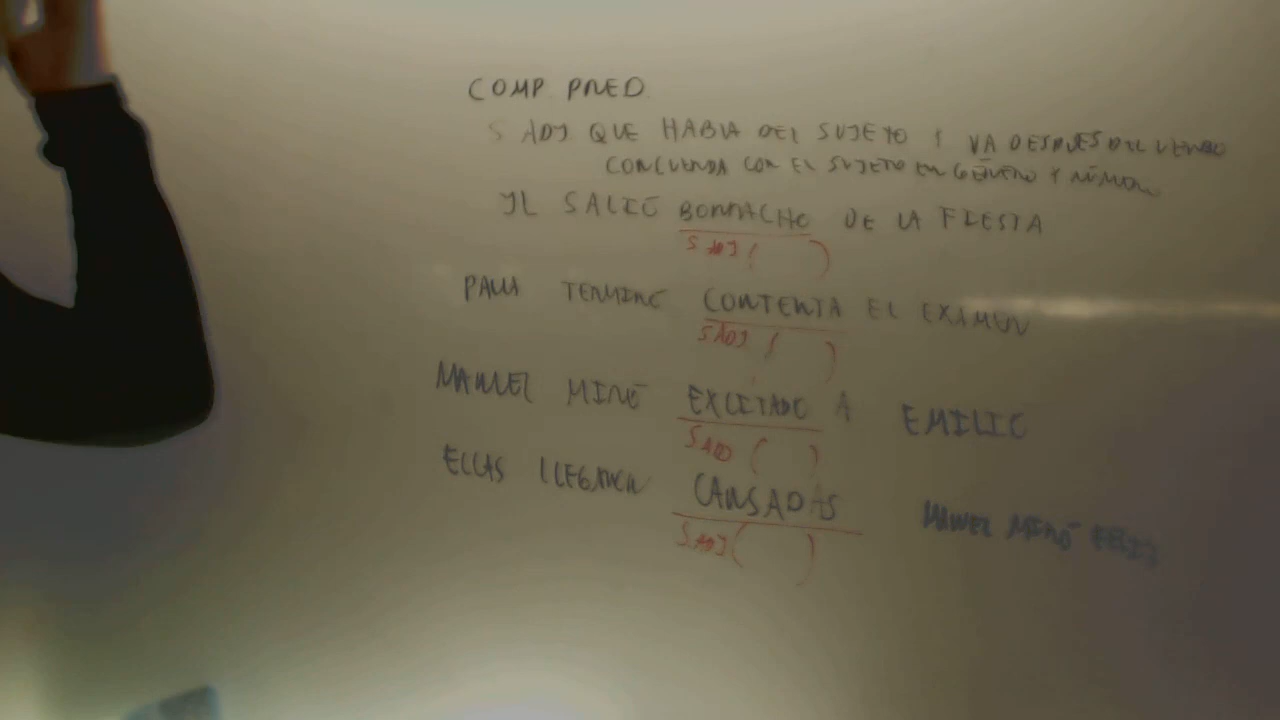 COMP. PRED
S ADJ QUE HABLA DEL SUJETO Y VA DESPUES DEL VERBO
CONCUERDA CON EL SUJETO EN GÉNERO Y NÚMERO
SALIÓ BORRACHO DE LA FIESTA
S ADJ ( )
TERMINÓ CONTENTA EL EXAMEN
S ADJ ( )
MANUEL MIRÓ EXCITADO A EMILIO
S ADJ ( )
ELLAS LLEGARON CANSADAS
MANUEL MIRÓ
S ADJ ( )